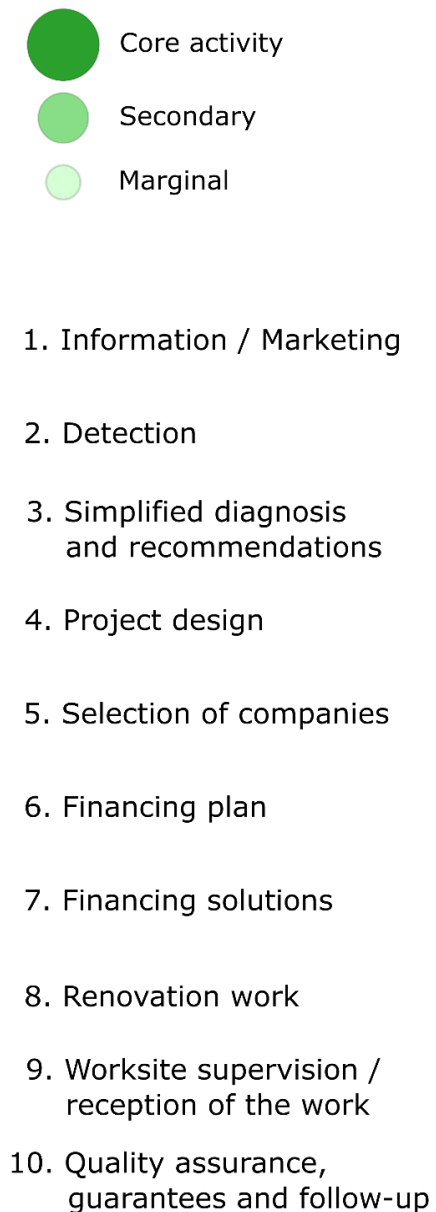 Core activity
Secondary
Marginal
1. Information / Marketing
2. Detection
3. Simplified diagnosis
and recommendations
4. Project design
5. Selection of companies
6. Financing plan
7. Financing solutions
8. Renovation work
9. Worksite supervision /
reception of the work
10. Quality assurance,
guarantees and follow-up